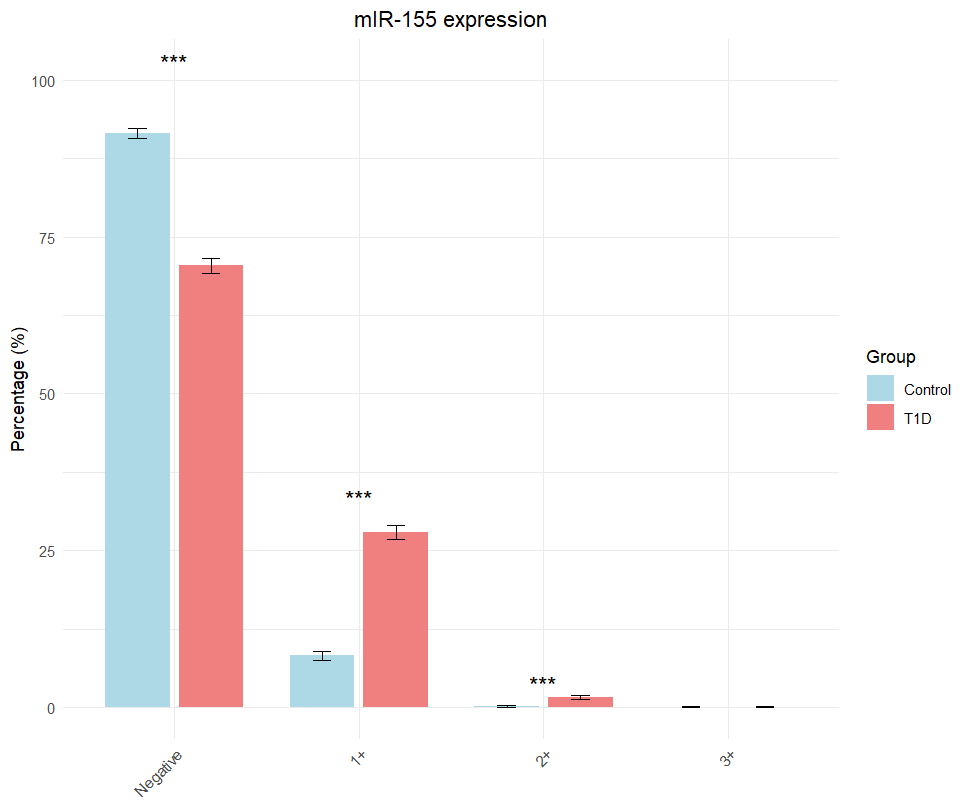 mIR-155 expression
***
100
75
50
25
0
***
***
Percentage (%)
Negative
1+
2+
3+
Group
Control
T1D